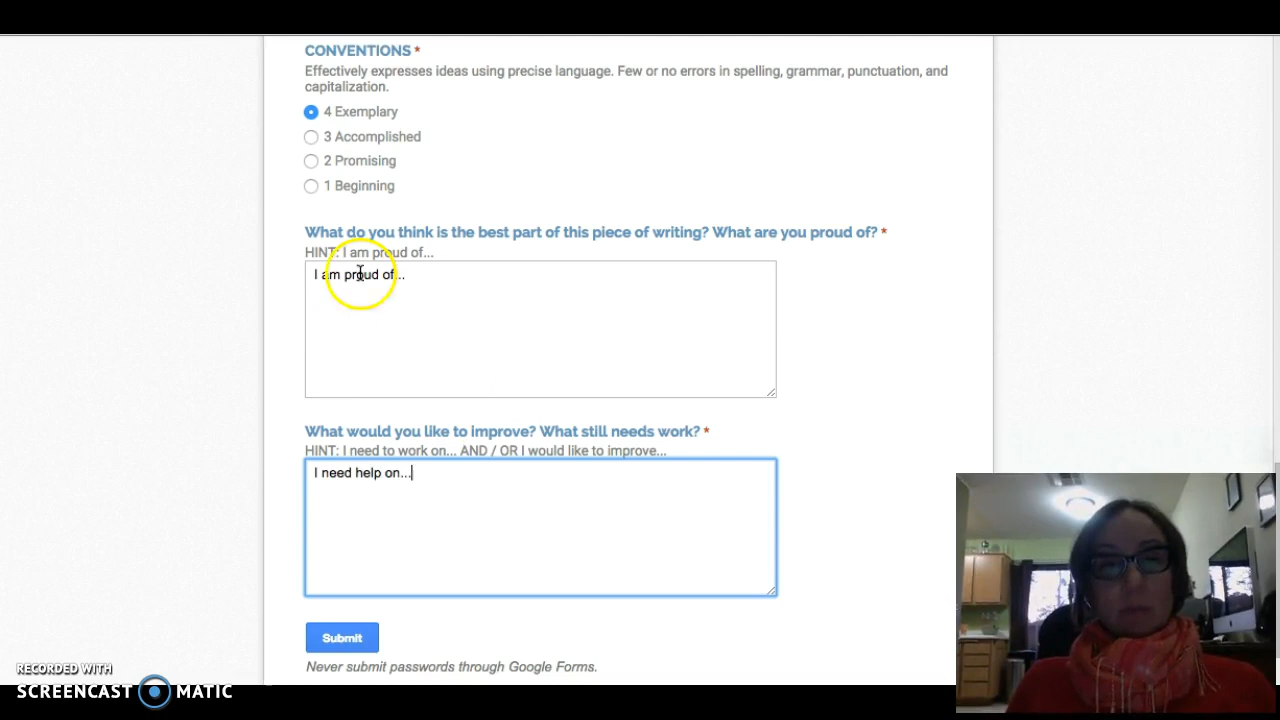 CONVENTIONS *
Effectively expresses ideas using precise language. Few or no errors in spelling, grammar, punctuation, and
capitalization.
4 Exemplary
3 Accomplished
2 Promising
1 Beginning
What do you think is the best part of this piece of writing? What are you proud of? *
HINT: I am proud of...
I am proud of...
What would you like to improve? What still needs work? *
HINT: I need to work on... AND / OR I would like to improve...
I need help on...
Submit
Never submit passwords through Google Forms.
RECORDED WITH
SCREENCAST MATIC